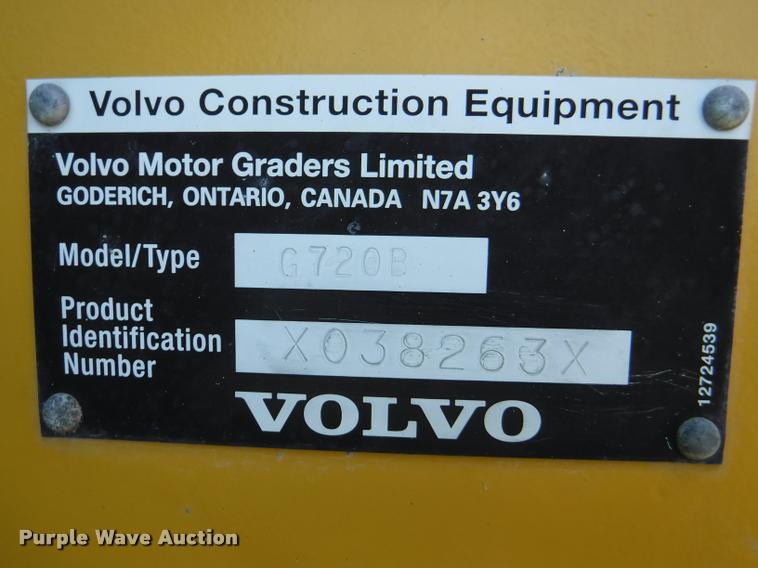 Volvo Construction Equipment
Volvo Motor Graders Limited
GODERICH, ONTARIO, CANADA N7A 3Y6
Model/Type G720B
Product
Identification
Number X038263X
VOLVO
12724539
Purple Wave Auction